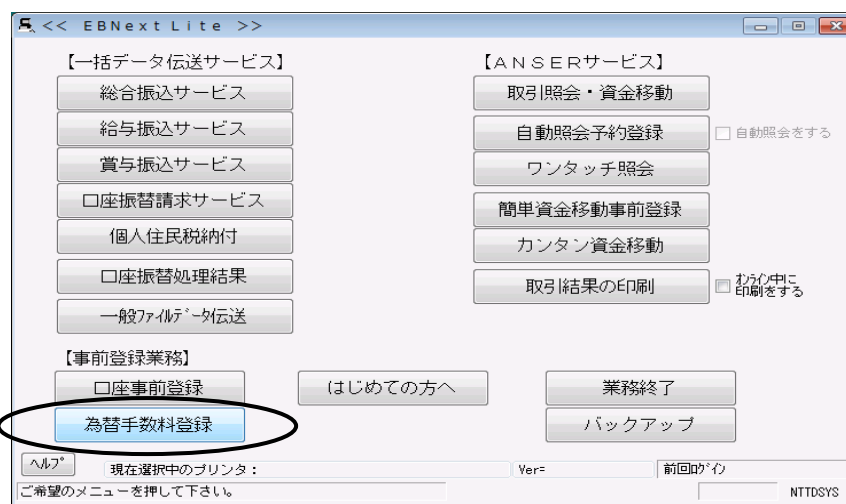 << EBNext Lite >>
【一括データ伝送サービス】
総合振込サービス
給与振込サービス
賞与振込サービス
口座振替請求サービス
個人住民税納付
口座振替処理結果
一般ファイルデータ伝送
【ANSERサービス】
取引照会・資金移動
自動照会予約登録
自動照会をする
ワンタッチ照会
簡単資金移動事前登録
カンタン資金移動
取引結果の印刷
オンライン中に
印刷をする
【事前登録業務】
口座事前登録
はじめての方へ
業務終了
為替手数料登録
バックアップ
ヘルプ
現在選択中のプリンタ：
Ver=
前回ログイン
ご希望のメニューを押して下さい。
NTTDSYS